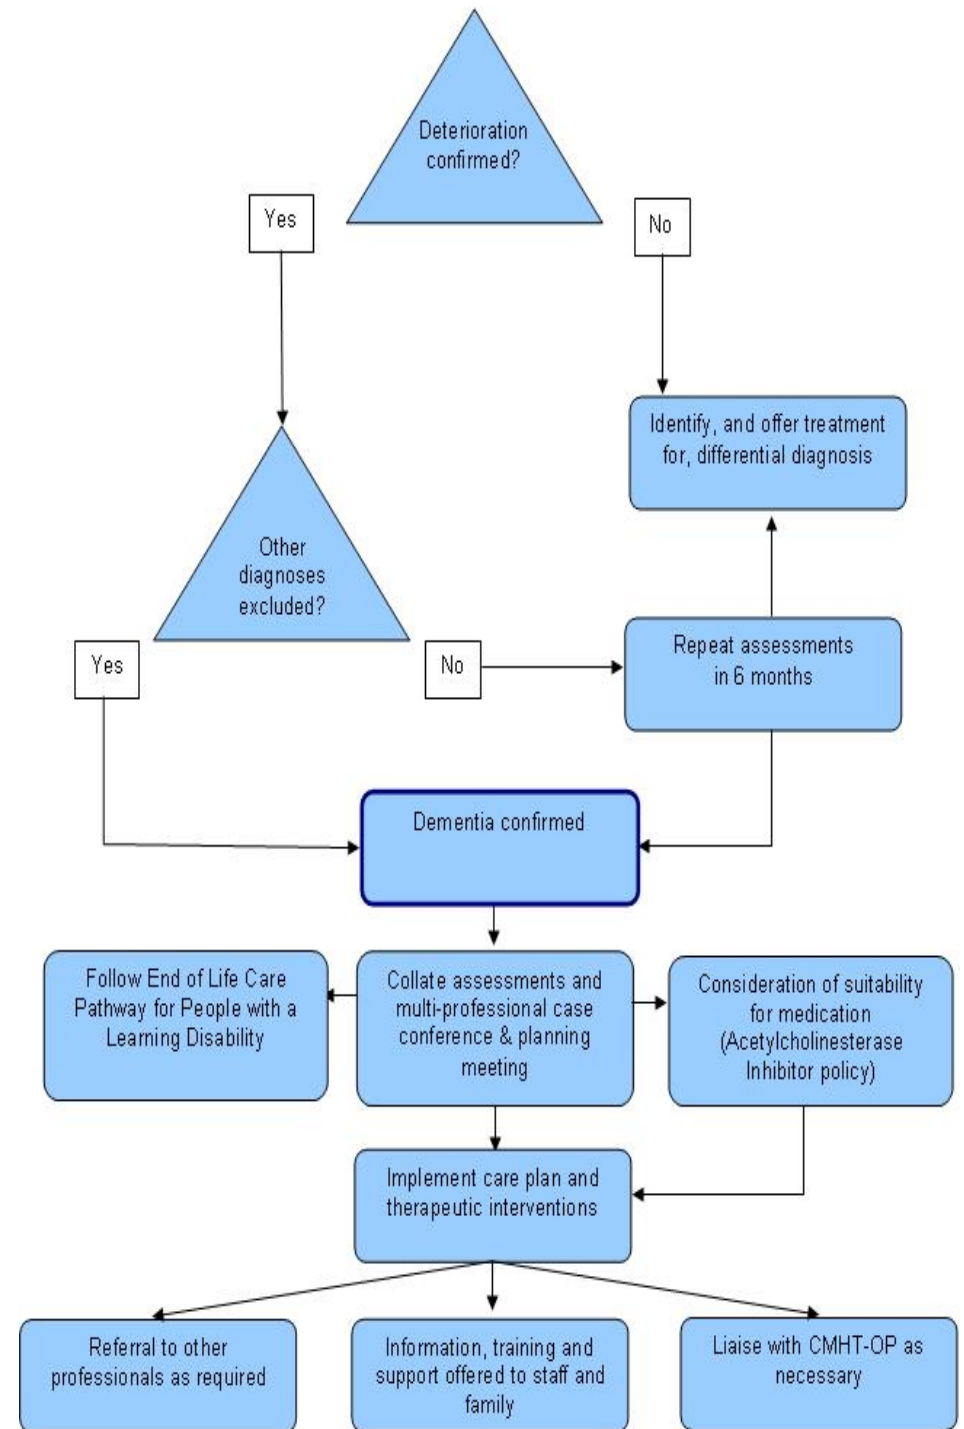 Deterioration
confirmed?
Yes
No
Identify, and offer treatment
for, differential diagnosis
Other
diagnoses
excluded?
Yes
No
Repeat assessments
in 6 months
Dementia confirmed
Follow End of Life Care
Pathway for People with a
Learning Disability
Collate assessments and
multi-professional case
conference & planning
meeting
Consideration of suitability
for medication
(Acetylcholinesterase
Inhibitor policy)
Implement care plan and
therapeutic interventions
Referral to other
professionals as required
Information, training and
support offered to staff and
family
Liaise with CMHT-OP as
necessary